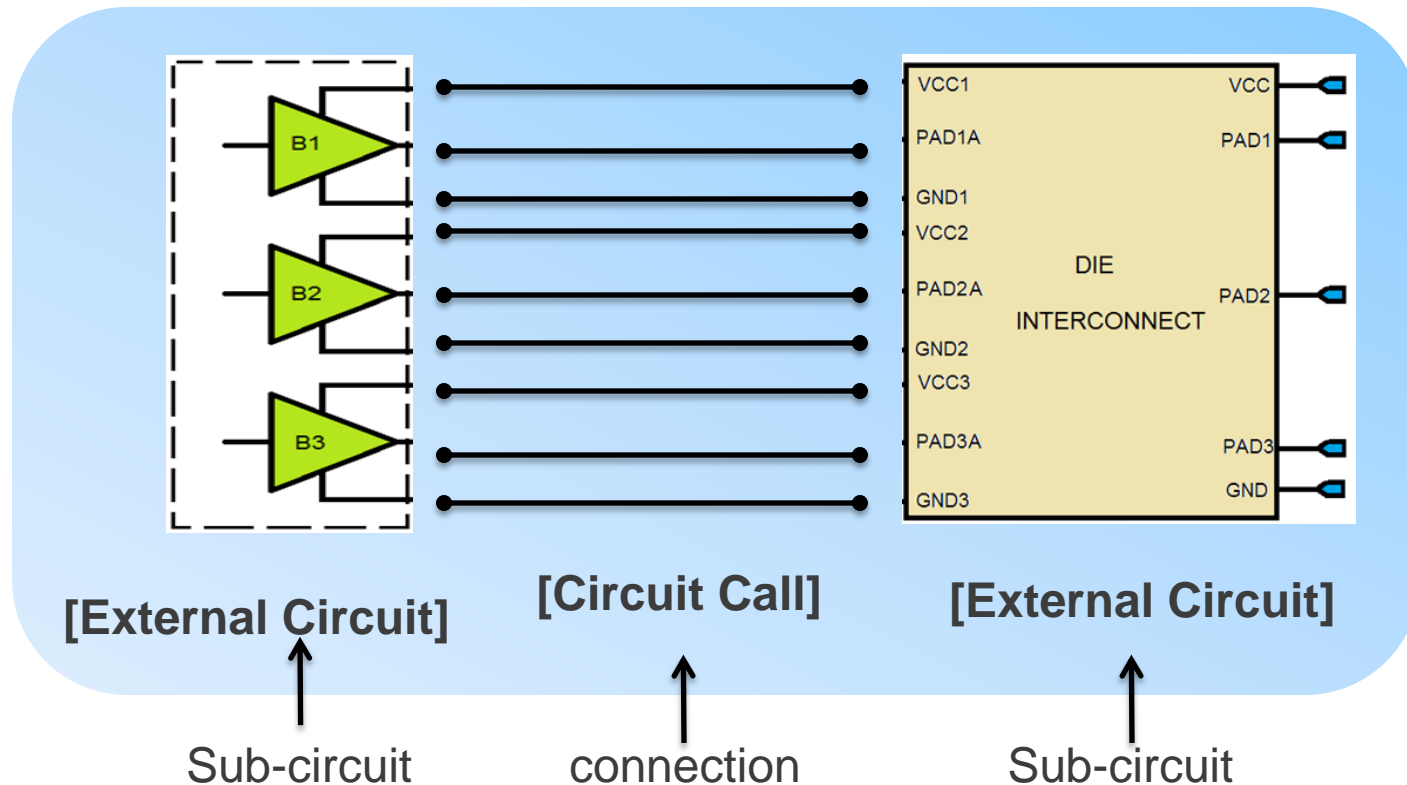 B1
B2
B3
VCC1
VCC
PAD1A
PAD1
GND1
VCC2
DIE
PAD2A
PAD2
INTERCONNECT
GND2
VCC3
PAD3A
PAD3
GND
GND3
[External Circuit]
[Circuit Call]
[External Circuit]
Sub-circuit
connection
Sub-circuit